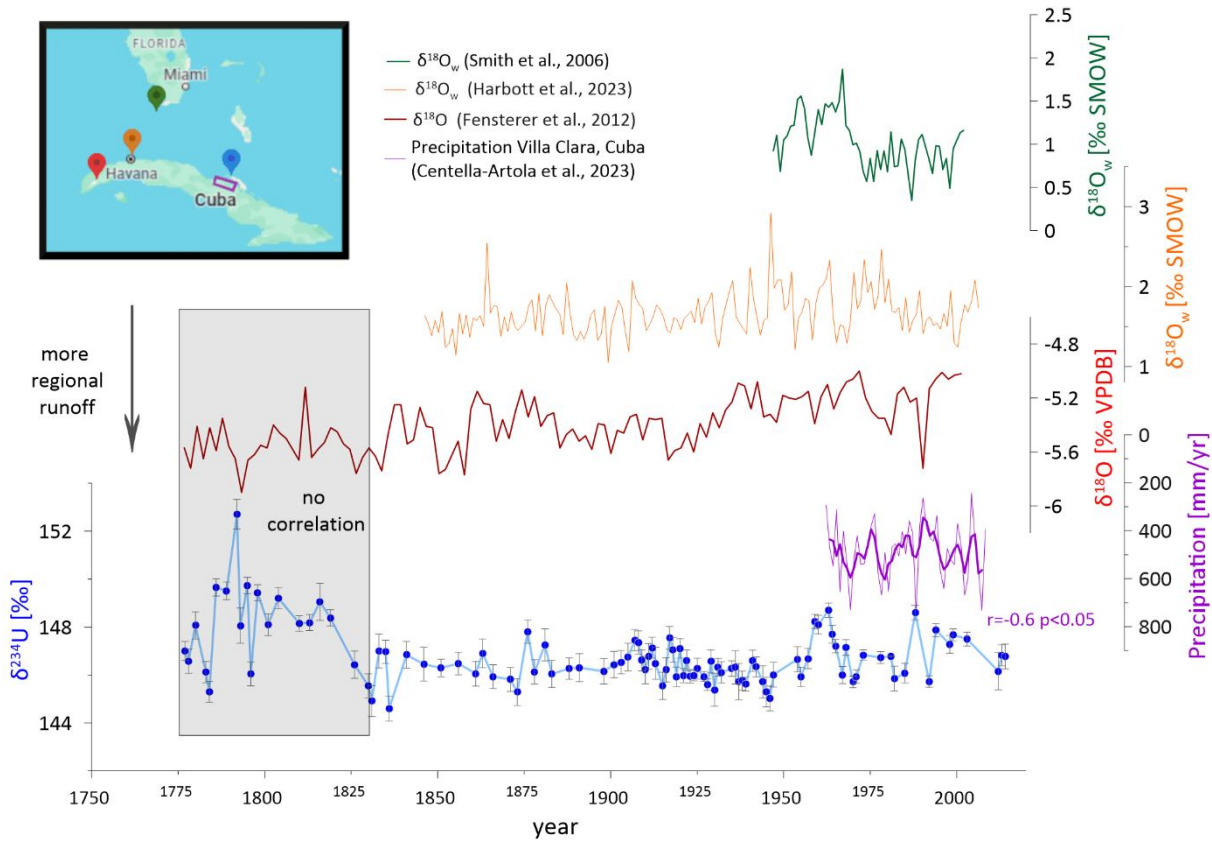 FLORIDA
Miami
Havana
Cuba
δ¹⁸Oᵥᵥ (Smith et al., 2006)
δ¹⁸Oᵥᵥ (Harbott et al., 2023)
δ¹⁸O (Fensterer et al., 2012)
Precipitation Villa Clara, Cuba
(Centella-Artola et al., 2023)
2.5
2
1.5
1
0.5
0
δ¹⁸Oᵥᵥ [‰ SMOW]
3
2
1
δ¹⁸Oᵥᵥ [‰ SMOW]
more
regional
runoff
-4.8
-5.2
-5.6
-6
δ¹⁸O [‰ VPDB]
0
200
400
600
800
Precipitation [mm/yr]
no
correlation
r=-0.6 p<0.05
152
148
144
δ²³⁴U [‰]
1750
1775
1800
1825
1850
1875
1900
1925
1950
1975
2000
year